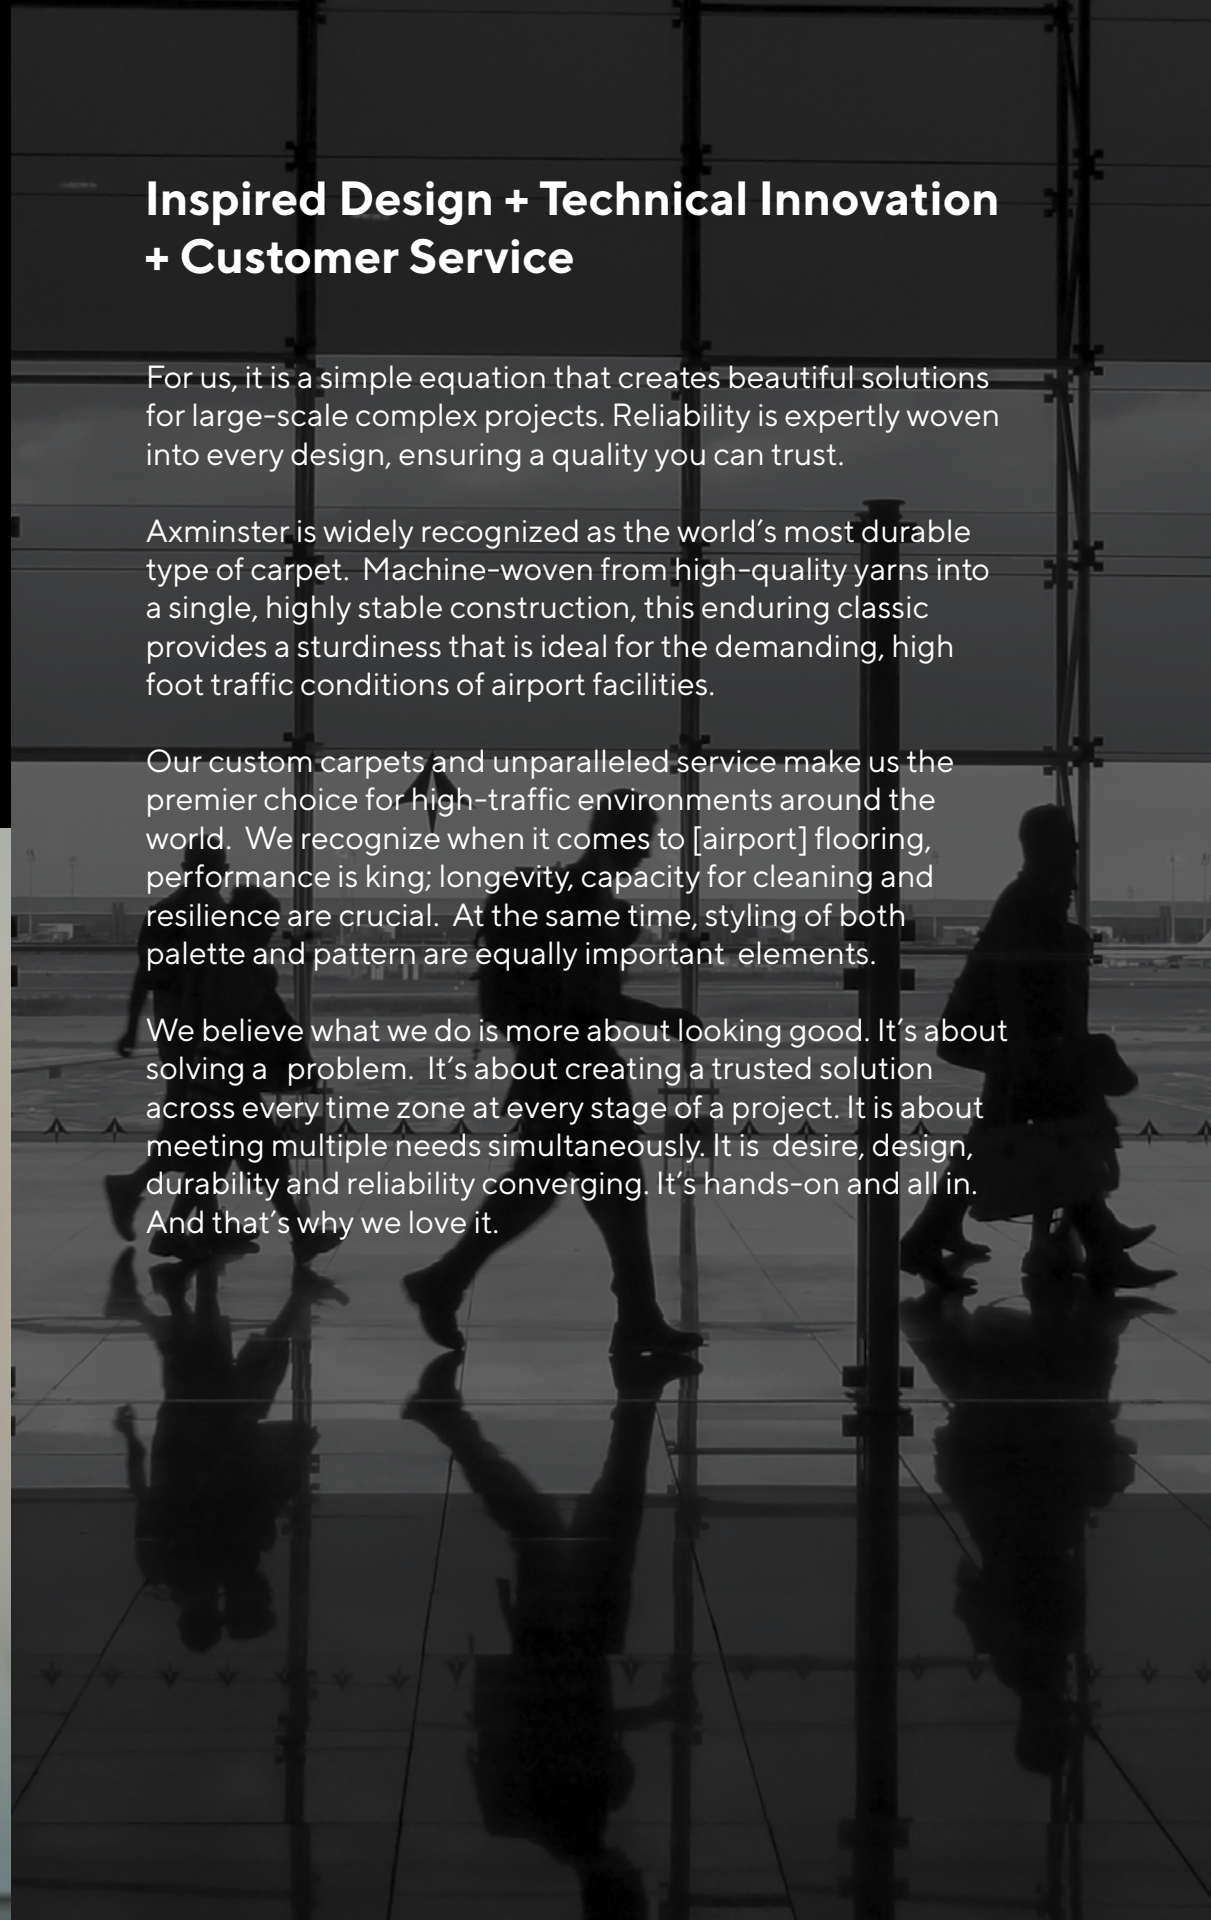 Inspired Design + Technical Innovation
+ Customer Service
For us, it is a simple equation that creates beautiful solutions
for large-scale complex projects. Reliability is expertly woven
into every design, ensuring a quality you can trust.
Axminster is widely recognized as the world's most durable
type of carpet.  Machine-woven from high-quality yarns into
a single, highly stable construction, this enduring classic
provides a sturdiness that is ideal for the demanding, high
foot traffic conditions of airport facilities.
Our custom carpets and unparalleled service make us the
premier choice for high-traffic environments around the
world.  We recognize when it comes to [airport] flooring,
performance is king; longevity, capacity for cleaning and
resilience are crucial.  At the same time, styling of both
palette and pattern are equally important  elements.
We believe what we do is more about looking good. It's about
solving a   problem.  It's about creating a trusted solution
across every time zone at every stage of a project. It is about
meeting multiple needs simultaneously. It is  desire, design,
durability and reliability converging. It's hands-on and all in.
And that's why we love it.